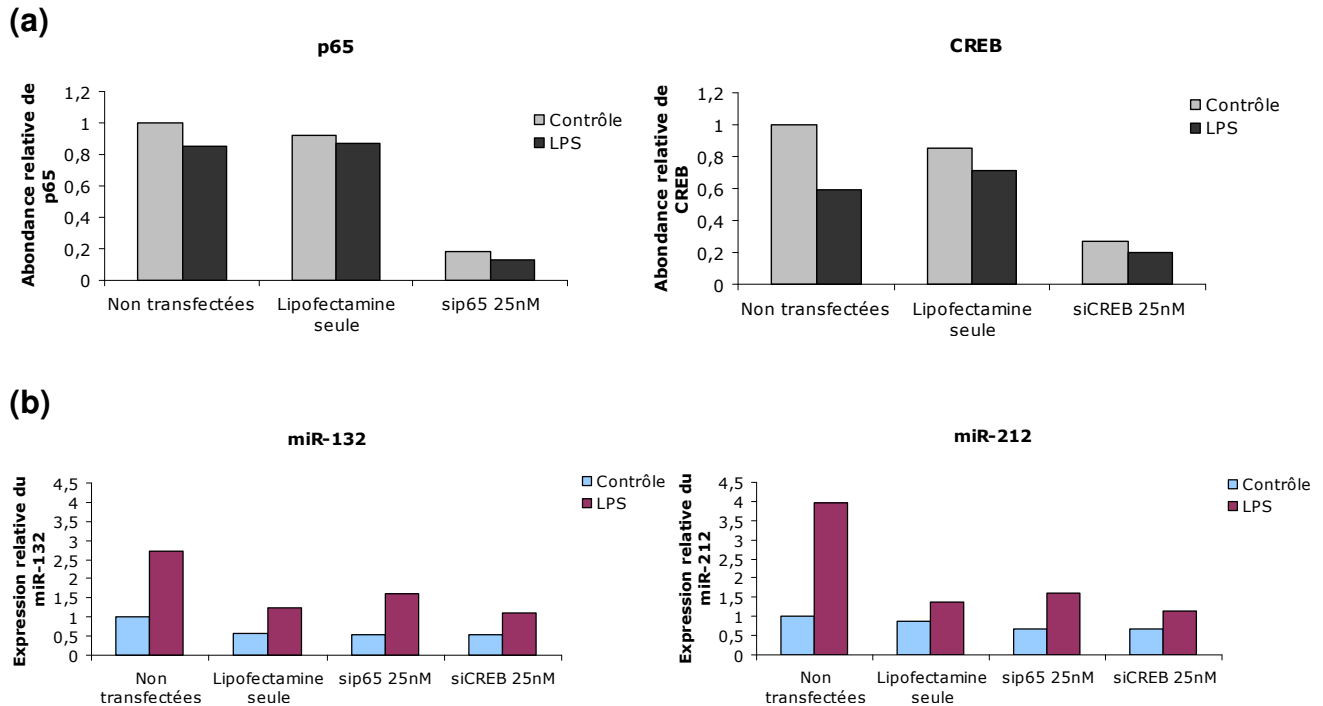 (a)
p65
Abondance relative de
p65
1,2
1
0,8
0,6
0,4
0,2
0
Non transfectées
Lipofectamine
seule
sip65 25nM
Contrôle
LPS
CREB
Abondance relative de
CREB
1,2
1
0,8
0,6
0,4
0,2
0
Non transfectées
Lipofectamine
seule
siCREB 25nM
Contrôle
LPS
(b)
miR-132
Expression relative du
miR-132
4,5
4
3,5
3
2,5
2
1,5
1
0,5
0
Non
transfectées
Lipofectamine
seule
sip65 25nM
siCREB 25nM
Contrôle
LPS
miR-212
Expression relative du
miR-212
4,5
4
3,5
3
2,5
2
1,5
1
0,5
0
Non
transfectées
Lipofectamine
seule
sip65 25nM
siCREB 25nM
Contrôle
LPS